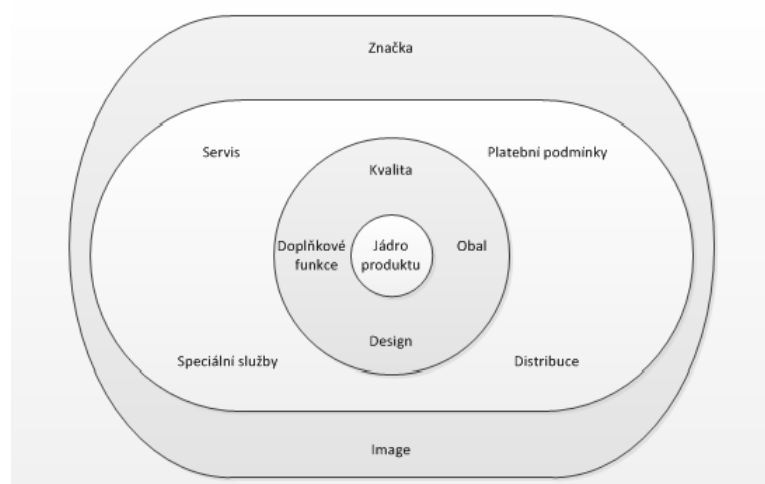 Značka
Servis
Platební podmínky
Kvalita
Doplňkové
funkce
Jádro
produktu
Obal
Design
Speciální služby
Distribuce
Image